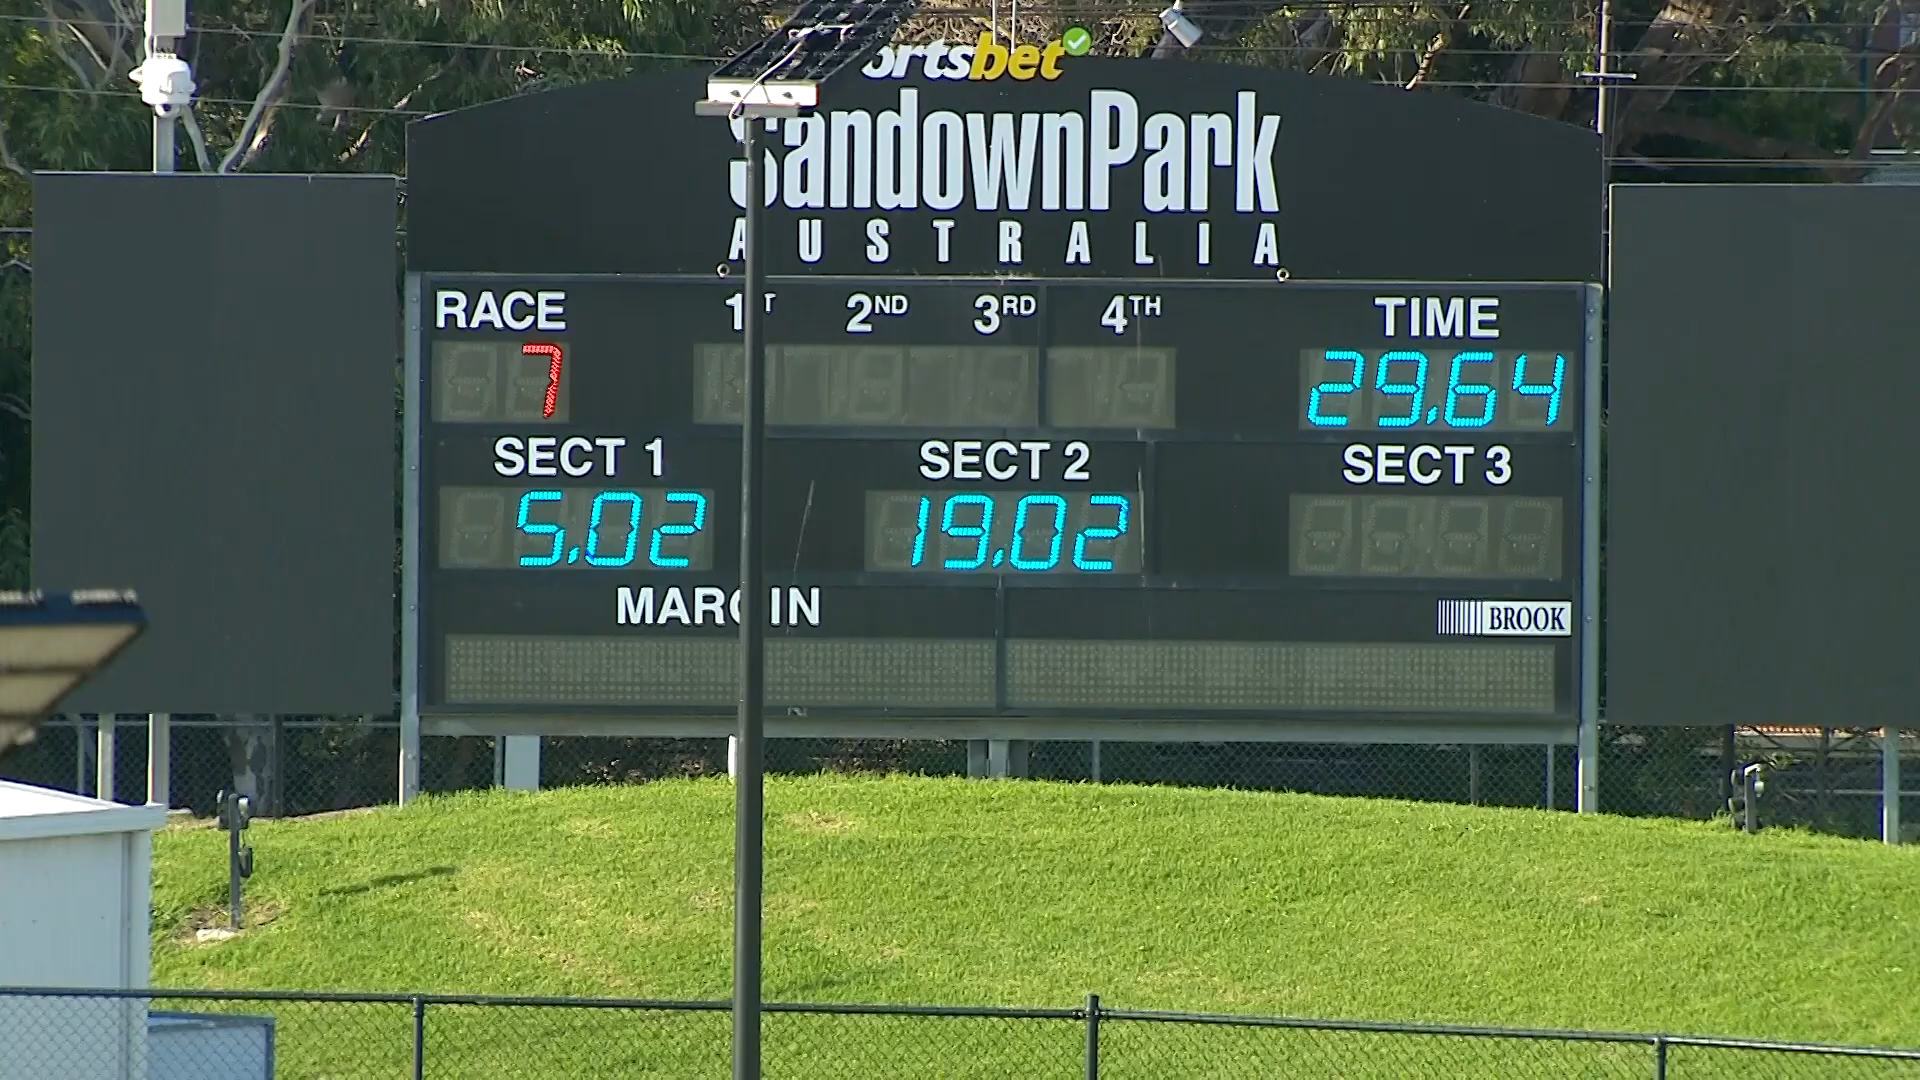 ortsbet
SandownPark
AUSTRALIA
RACE 1ST 2ND 3RD 4TH TIME
7 29.64
SECT 1 SECT 2 SECT 3
5.02 19.02
MARGIN
BROOK